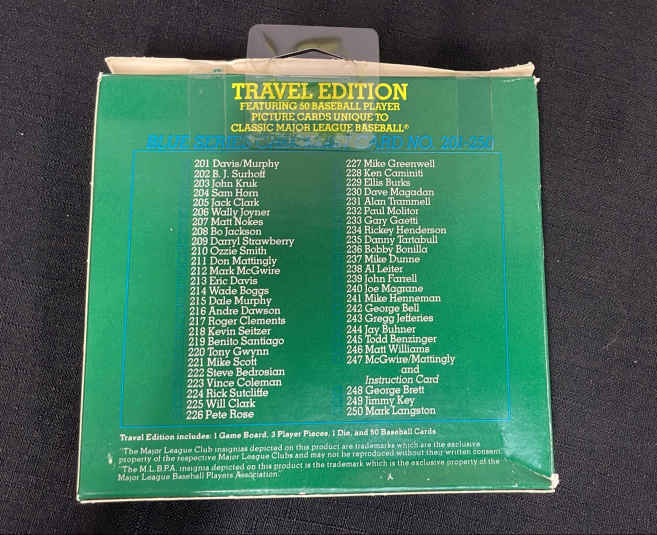 TRAVEL EDITION
FEATURING 50 BASEBALL PLAYER
PICTURE CARDS UNIQUE TO
CLASSIC MAJOR LEAGUE BASEBALL®
BLUE SERIES CARD NO. 201-250
201 Davis/Murphy
202 B. J. Surhoff
203 John Kruk
204 Sam Horn
205 Jack Clark
206 Wally Joyner
207 Matt Nokes
208 Bo Jackson
209 Darryl Strawberry
210 Ozzie Smith
211 Don Mattingly
212 Mark McGwire
213 Eric Davis
214 Wade Boggs
215 Dale Murphy
216 Andre Dawson
217 Roger Clements
218 Kevin Seitzer
219 Benito Santiago
220 Tony Gwynn
221 Mike Scott
222 Steve Bedrosian
223 Vince Coleman
224 Rick Sutcliffe
225 Will Clark
226 Pete Rose
227 Mike Greenwell
228 Ken Caminiti
229 Ellis Burks
230 Dave Magadan
231 Alan Trammell
232 Paul Molitor
233 Gary Gaetti
234 Rickey Henderson
235 Danny Tartabull
236 Bobby Bonilla
237 Mike Dunne
238 Al Leiter
239 John Farrell
240 Joe Magrane
241 Mike Henneman
242 George Bell
243 Gregg Jefferies
244 Jay Buhner
245 Todd Benzinger
246 Matt Williams
247 McGwire/Mattingly
and
Instruction Card
248 George Brett
249 Jimmy Key
250 Mark Langston
Travel Edition includes: 1 Game Board, 3 Player Pieces, 1 Die, and 50 Baseball Cards.
"The Major League Club insignias depicted on this product are trademarks which are the exclusive
property of the respective Major League Clubs and may not be reproduced without their written consent."
"The M.L.B.P.A. insignia depicted on this product is the trademark which is the exclusive property of the
Major League Baseball Players Association."